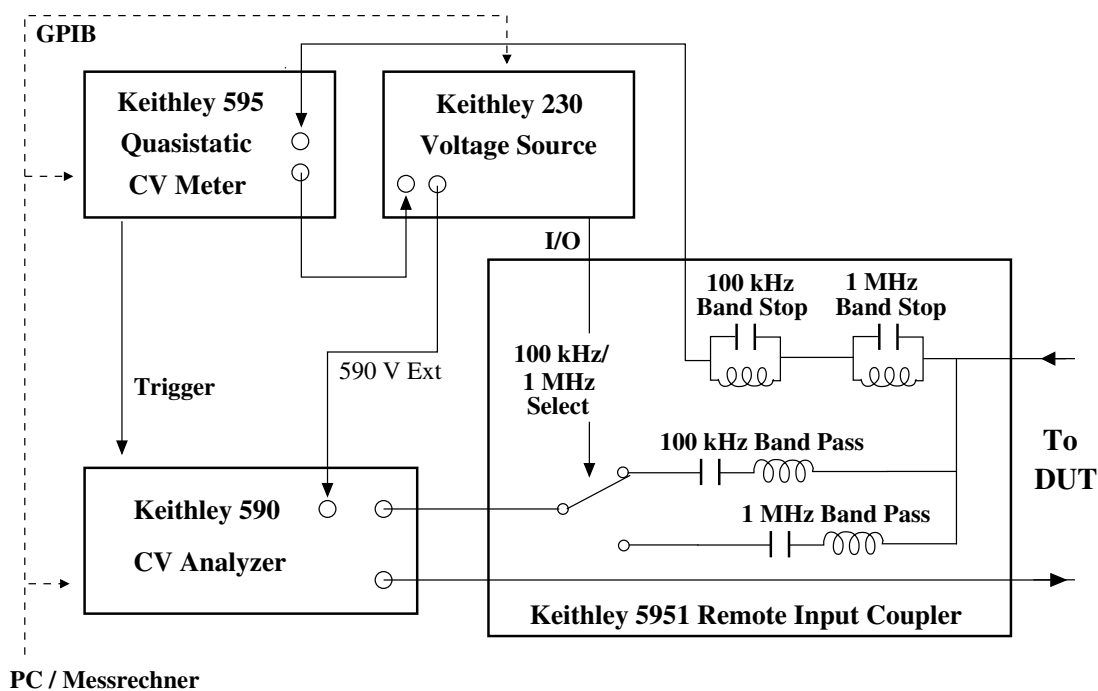 GPIB
Keithley 595
Quasistatic
CV Meter
Keithley 230
Voltage Source
I/O
100 kHz
Band Stop
1 MHz
Band Stop
100 kHz/
1 MHz
Select
590 V Ext
Trigger
100 kHz Band Pass
To
DUT
Keithley 590
CV Analyzer
1 MHz Band Pass
Keithley 5951 Remote Input Coupler
PC / Messrechner